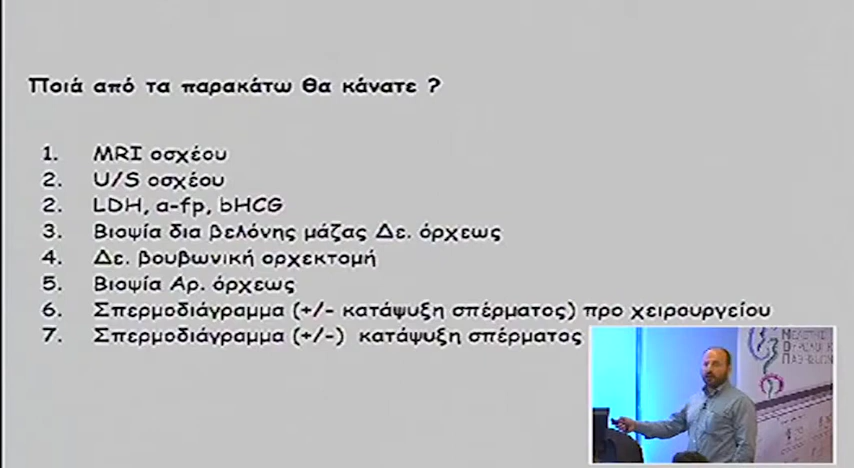 Ποιά από τα παρακάτω θα κάνατε ?
1. MRI οσχέου
2. U/S οσχέου
2. LDH, a-fp, bHCG
3. Βιοψία δια βελόνης μάζας Δε. όρχεως
4. Δε. βουβωνική ορχεκτομή
5. Βιοψία Αρ. όρχεως
6. Σπερμοδιάγραμμα (+/- κατάψυξη σπέρματος) προ χειρουργείου
7. Σπερμοδιάγραμμα (+/-) κατάψυξη σπέρματος
ΜΕΛΕΤΗΣ